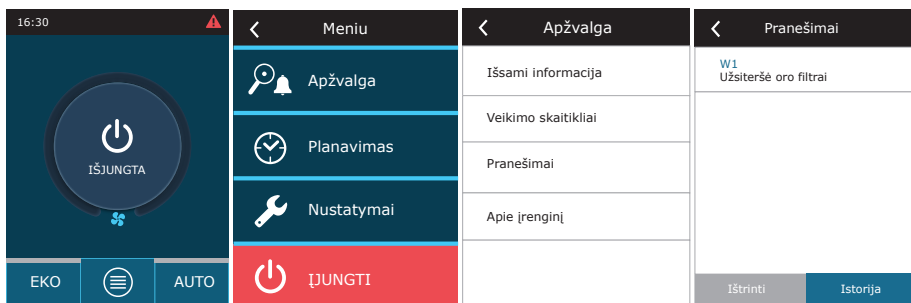 16:30
IŠJUNGTA
EKO
AUTO
Meniu
Apžvalga
Planavimas
Nustatymai
ĮJUNGTI
Apžvalga
Išsami informacija
Veikimo skaitikliai
Pranešimai
Apie įrenginį
Pranešimai
W1
Užsiteršė oro filtrai
Ištrinti
Istorija